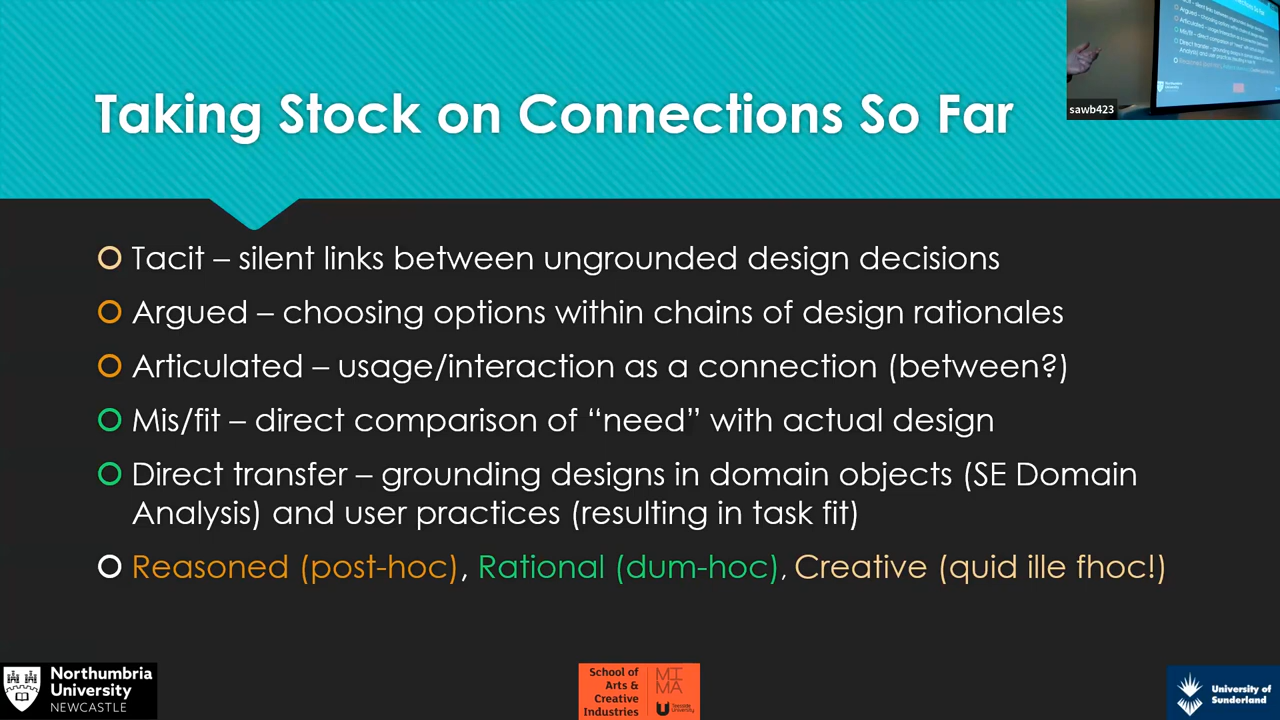 Taking Stock on Connections So Far
sawb423
Tacit – silent links between ungrounded design decisions
Argued – choosing options within chains of design rationales
Articulated – usage/interaction as a connection (between?)
Mis/fit – direct comparison of “need” with actual design
Direct transfer – grounding designs in domain objects (SE Domain
Analysis) and user practices (resulting in task fit)
Reasoned (post-hoc), Rational (dum-hoc), Creative (quid ille fhoc!)
Northumbria
University
NEWCASTLE
School of
Arts &
Creative
Industries
MI
MA
Teesside
University
University of
Sunderland